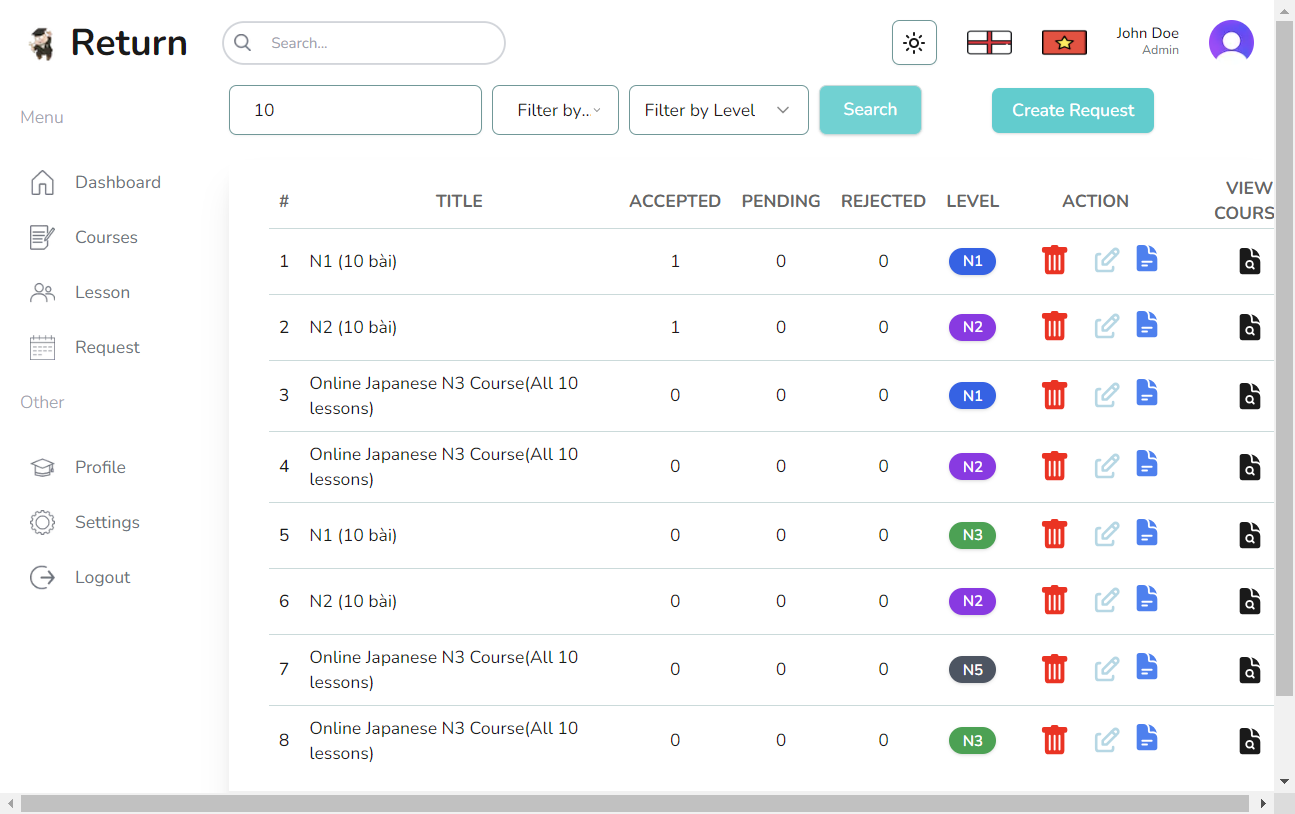 Return
Search...
John Doe
Admin
10
Filter by...
Filter by Level
Search
Create Request
Menu
Dashboard
Courses
Lesson
Request
Other
Profile
Settings
Logout
# TITLE ACCEPTED PENDING REJECTED LEVEL ACTION VIEW
COURS
1 N1 (10 bài) 1 0 0 N1
2 N2 (10 bài) 1 0 0 N2
3 Online Japanese N3 Course(All 10
lessons) 0 0 0 N1
4 Online Japanese N3 Course(All 10
lessons) 0 0 0 N2
5 N1 (10 bài) 0 0 0 N3
6 N2 (10 bài) 0 0 0 N2
7 Online Japanese N3 Course(All 10
lessons) 0 0 0 N5
8 Online Japanese N3 Course(All 10
lessons) 0 0 0 N3